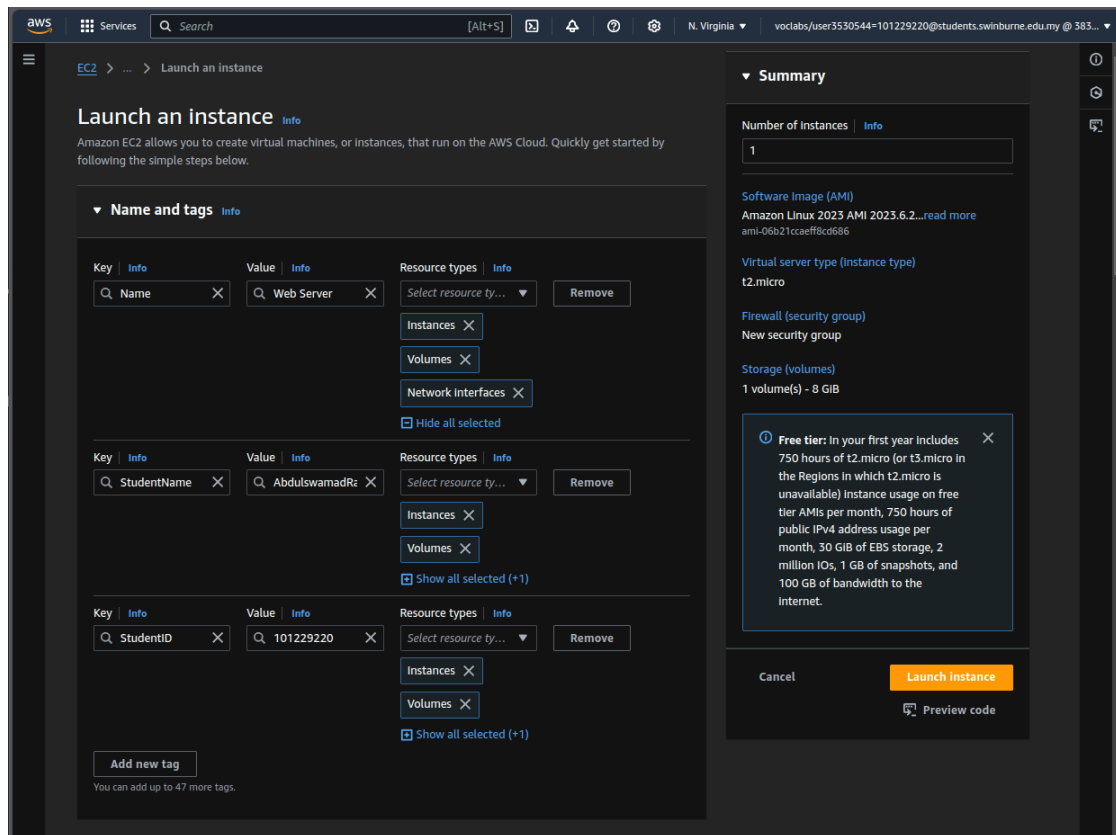 aws Services Search [Alt+S] N. Virginia voclabs/user3530544=101229220@students.swinburne.edu.my @ 383...
EC2 > ... > Launch an instance
Launch an instance Info
Amazon EC2 allows you to create virtual machines, or instances, that run on the AWS Cloud. Quickly get started by
following the simple steps below.
Name and tags Info
Key Info Value Info Resource types Info
Name Web Server Select resource ty... Remove
Instances
Volumes
Network Interfaces
Hide all selected
Key Info Value Info Resource types Info
StudentName AbdulswamadRa Select resource ty... Remove
Instances
Volumes
Show all selected (+1)
Key Info Value Info Resource types Info
StudentID 101229220 Select resource ty... Remove
Instances
Volumes
Show all selected (+1)
Add new tag
You can add up to 47 more tags.
Summary
Number of instances Info
1
Software Image (AMI)
Amazon Linux 2023 AMI 2023.6.2...read more
ami-06b21ccaeff8cd686
Virtual server type (instance type)
t2.micro
Firewall (security group)
New security group
Storage (volumes)
1 volume(s) - 8 GiB
Free tier: In your first year includes
750 hours of t2.micro (or t3.micro in
the Regions in which t2.micro is
unavailable) instance usage on free
tier AMIs per month, 750 hours of
public IPv4 address usage per
month, 30 GiB of EBS storage, 2
million IOs, 1 GB of snapshots, and
100 GB of bandwidth to the
internet.
Cancel Launch instance
Preview code